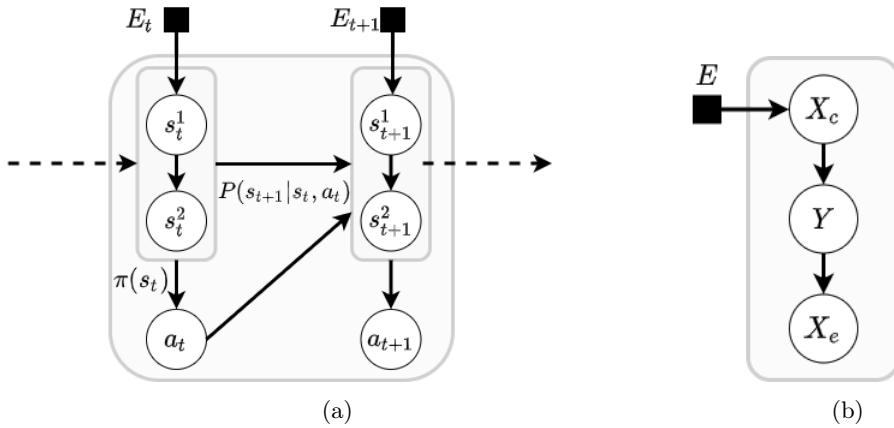 E_t E_{t+1} E
s_t^1 s_{t+1}^1 X_c
P(s_{t+1}|s_t, a_t)
s_t^2 s_{t+1}^2 Y
π(s_t)
a_t a_{t+1} X_e
(a) (b)